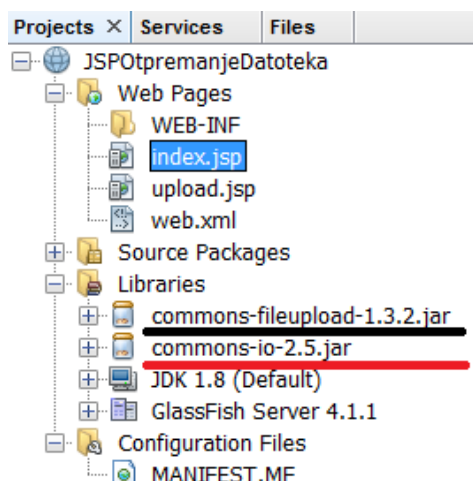 Projects × Services Files
JSPOtpremanjeDatoteka
Web Pages
WEB-INF
index.jsp
upload.jsp
web.xml
Source Packages
Libraries
commons-fileupload-1.3.2.jar
commons-io-2.5.jar
JDK 1.8 (Default)
GlassFish Server 4.1.1
Configuration Files
MANIFEST.MF